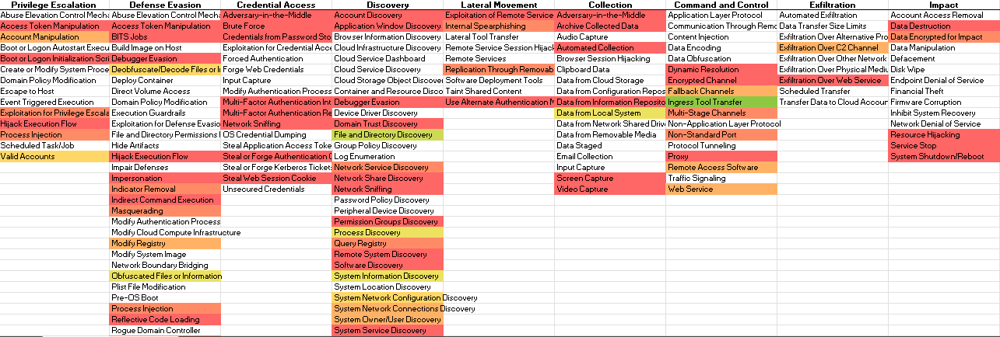 Privilege Escalation
Abuse Elevation Control Mecha
Access Token Manipulation
Account Manipulation
Boot or Logon Autostart Execu
Boot or Logon Initialization Scri
Create or Modify System Proce
Domain Policy Modification
Escape to Host
Event Triggered Execution
Exploitation for Privilege Escala
Hijack Execution Flow
Process Injection
Scheduled Task/Job
Valid Accounts
Defense Evasion
Abuse Elevation Control Mecha
Access Token Manipulation
BITS Jobs
Build Image on Host
Debugger Evasion
Deobfuscate/Decode Files or I
Deploy Container
Direct Volume Access
Domain Policy Modification
Execution Guardrails
Exploitation for Defense Evasio
File and Directory Permissions
Hide Artifacts
Hijack Execution Flow
Impair Defenses
Impersonation
Indicator Removal
Indirect Command Execution
Masquerading
Modify Authentication Process
Modify Cloud Compute Infrastructure
Modify Registry
Modify System Image
Network Boundary Bridging
Obfuscated Files or Information
Plist File Modification
Pre-OS Boot
Process Injection
Reflective Code Loading
Rogue Domain Controller
Credential Access
Adversary-in-the-Middle
Brute Force
Credentials from Password Sto
Exploitation for Credential Acce
Forced Authentication
Forge Web Credentials
Input Capture
Modify Authentication Process
Multi-Factor Authentication Int
Multi-Factor Authentication Re
Network Sniffing
OS Credential Dumping
Steal Application Access Toke
Steal or Forge Authentication C
Steal or Forge Kerberos Ticket
Steal Web Session Cookie
Unsecured Credentials
Discovery
Account Discovery
Application Window Discovery
Browser Information Discovery
Cloud Infrastructure Discovery
Cloud Service Dashboard
Cloud Service Discovery
Cloud Storage Object Discover
Container and Resource Disco
Debugger Evasion
Device Driver Discovery
Domain Trust Discovery
File and Directory Discovery
Group Policy Discovery
Log Enumeration
Network Service Discovery
Network Share Discovery
Network Sniffing
Password Policy Discovery
Peripheral Device Discovery
Permission Groups Discovery
Process Discovery
Query Registry
Remote System Discovery
Software Discovery
System Information Discovery
System Location Discovery
System Network Configuration Discovery
System Network Connections Discovery
System Owner/User Discovery
System Service Discovery
Lateral Movement
Exploitation of Remote Service
Internal Spearphishing
Lateral Tool Transfer
Remote Service Session Hijack
Remote Services
Replication Through Removab
Software Deployment Tools
Taint Shared Content
Use Alternate Authentication M
Collection
Adversary-in-the-Middle
Archive Collected Data
Audio Capture
Automated Collection
Browser Session Hijacking
Clipboard Data
Data from Cloud Storage
Data from Configuration Repos
Data from Information Reposito
Data from Local System
Data from Network Shared Driv
Data from Removable Media
Data Staged
Email Collection
Input Capture
Screen Capture
Video Capture
Command and Control
Application Layer Protocol
Communication Through Remo
Content Injection
Data Encoding
Data Obfuscation
Dynamic Resolution
Encrypted Channel
Fallback Channels
Ingress Tool Transfer
Multi-Stage Channels
Non-Application Layer Protocol
Non-Standard Port
Protocol Tunneling
Proxy
Remote Access Software
Traffic Signaling
Web Service
Exfiltration
Automated Exfiltration
Data Transfer Size Limits
Exfiltration Over Alternative Pro
Exfiltration Over C2 Channel
Exfiltration Over Other Network
Exfiltration Over Physical Mediu
Exfiltration Over Web Service
Scheduled Transfer
Transfer Data to Cloud Accoun
Impact
Account Access Removal
Data Destruction
Data Encrypted for Impact
Data Manipulation
Defacement
Disk Wipe
Endpoint Denial of Service
Financial Theft
Firmware Corruption
Inhibit System Recovery
Network Denial of Service
Resource Hijacking
Service Stop
System Shutdown/Reboot